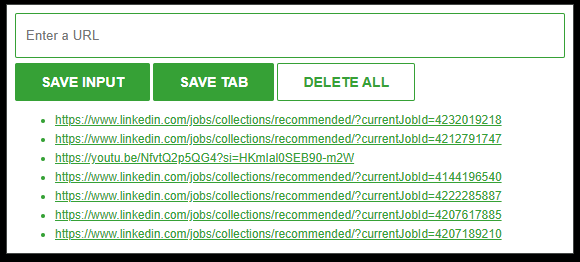 Enter a URL
SAVE INPUT SAVE TAB DELETE ALL
https://www.linkedin.com/jobs/collections/recommended/?currentJobId=4232019218
https://www.linkedin.com/jobs/collections/recommended/?currentJobId=4212791747
https://youtu.be/NfvtQ2p5QG4?si=HKmIaI0SEB90-m2W
https://www.linkedin.com/jobs/collections/recommended/?currentJobId=4144196540
https://www.linkedin.com/jobs/collections/recommended/?currentJobId=4222285887
https://www.linkedin.com/jobs/collections/recommended/?currentJobId=4207617885
https://www.linkedin.com/jobs/collections/recommended/?currentJobId=4207189210